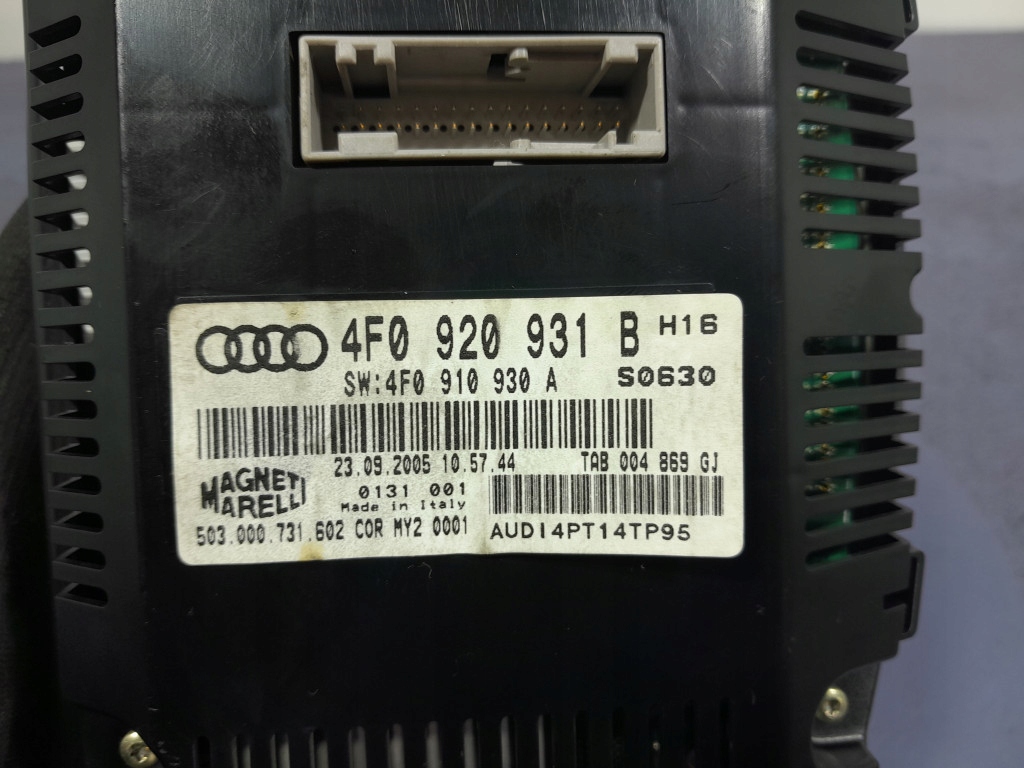 4F0 920 931 B H16
SW:4F0 910 930 A S0630
23.09.2005 10.57.44 TAB 004 869 GJ
MAGNETI
MARELLI
0131 001
Made in Italy
503.000.731.602 COR MY2 0001
AUDI4PT14TP95